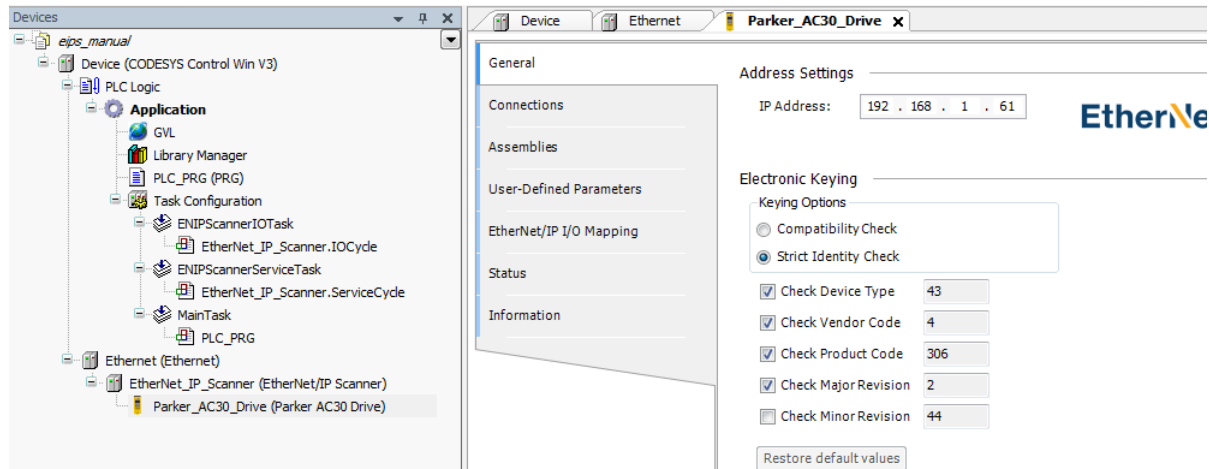 Devices
eips_manual
Device (CODESYS Control Win V3)
PLC Logic
Application
GVL
Library Manager
PLC_PRG (PRG)
Task Configuration
ENIPScannerIOTask
EtherNet_IP_Scanner.IOCycle
ENIPScannerServiceTask
EtherNet_IP_Scanner.ServiceCycle
MainTask
PLC_PRG
Ethernet (Ethernet)
EtherNet_IP_Scanner (EtherNet/IP Scanner)
Parker_AC30_Drive (Parker AC30 Drive)
Device
Ethernet
Parker_AC30_Drive
General
Connections
Assemblies
User-Defined Parameters
EtherNet/IP I/O Mapping
Status
Information
Address Settings
IP Address: 192 . 168 . 1 . 61
EtherNe
Electronic Keying
Keying Options
Compatibility Check
Strict Identity Check
Check Device Type 43
Check Vendor Code 4
Check Product Code 306
Check Major Revision 2
Check Minor Revision 44
Restore default values